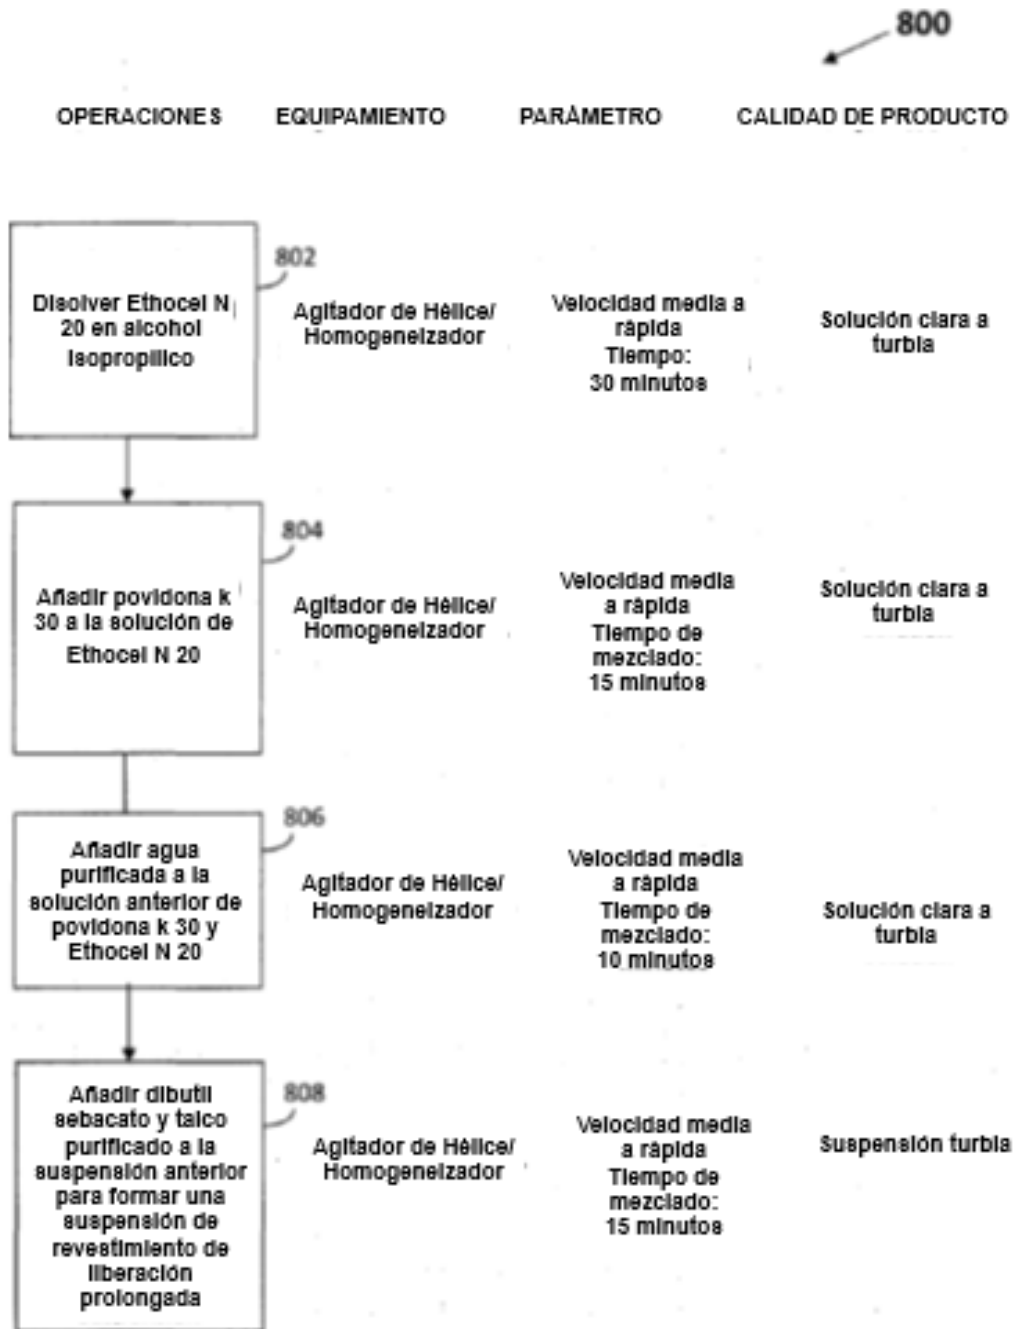 800
OPERACIONES EQUIPAMIENTO PARÁMETRO CALIDAD DE PRODUCTO
802
Disolver Ethocel N
20 en alcohol
isopropílico
Agitador de Hélice/
Homogeneizador
Velocidad media a
rápida
Tiempo:
30 minutos
Solución clara a
turbia
804
Añadir povidona k
30 a la solución de
Ethocel N 20
Agitador de Hélice/
Homogeneizador
Velocidad media
a rápida
Tiempo de
mezclado:
15 minutos
Solución clara a
turbia
806
Añadir agua
purificada a la
solución anterior de
povidona k 30 y
Ethocel N 20
Agitador de Hélice/
Homogeneizador
Velocidad media
a rápida
Tiempo de
mezclado:
10 minutos
Solución clara a
turbia
808
Añadir dibutil
sebacato y talco
purificado a la
suspensión anterior
para formar una
suspensión de
revestimiento de
liberación
prolongada
Agitador de Hélice/
Homogeneizador
Velocidad media
a rápida
Tiempo de
mezclado:
15 minutos
Suspensión turbia